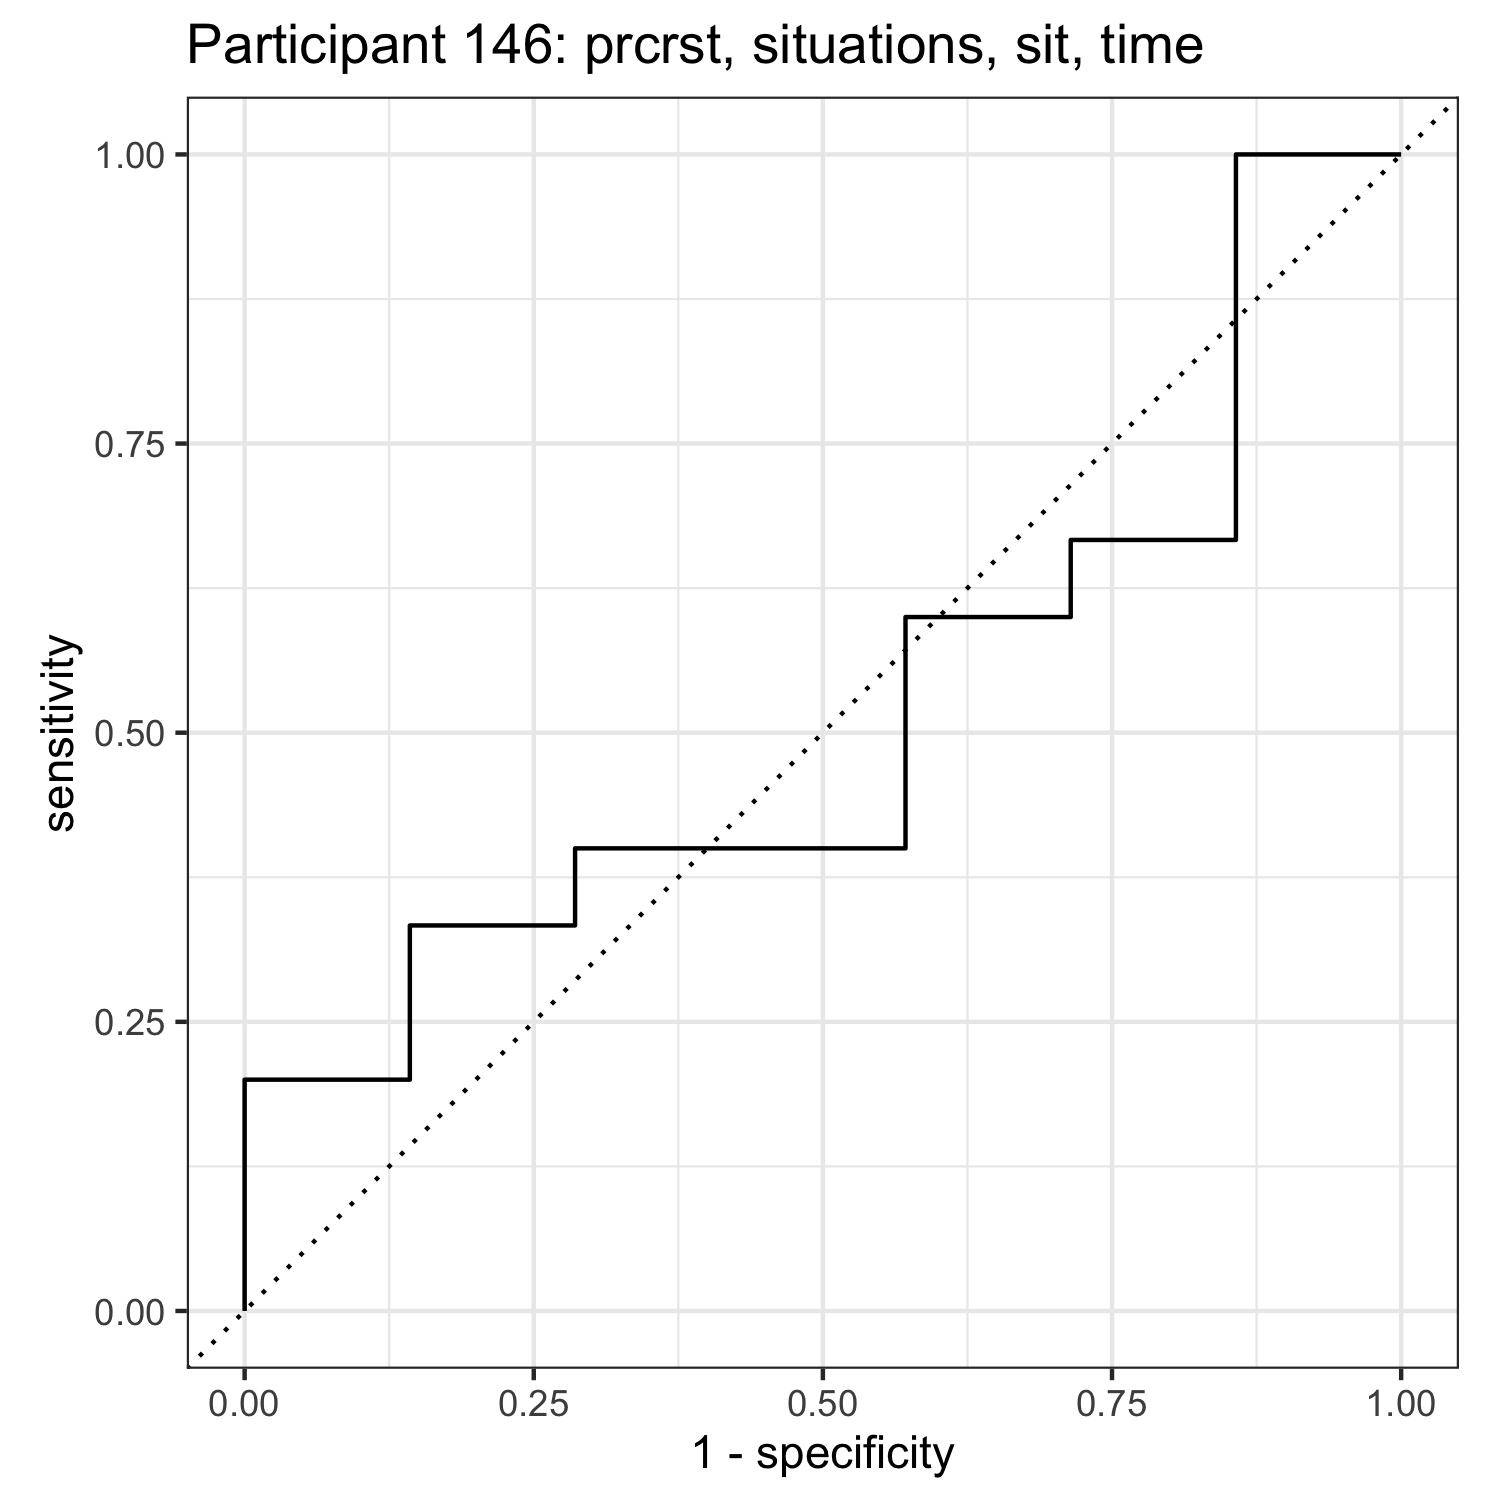 Participant 146: prcrst, situations, sit, time
1.00
0.75
0.50
0.25
0.00
sensitivity
0.00 0.25 0.50 0.75 1.00
1 - specificity